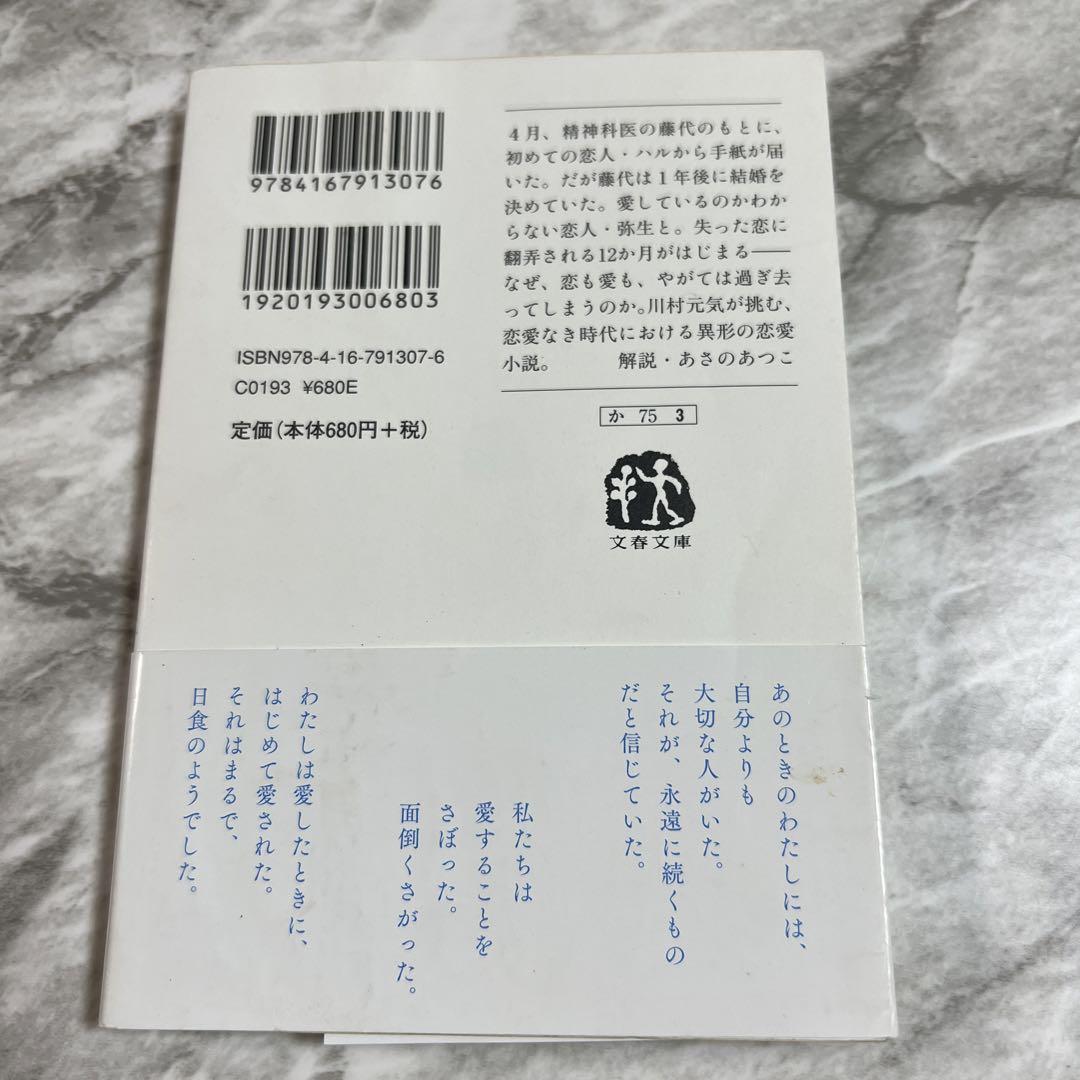 9784167913076
1920193006803
ISBN978-4-16-791307-6
C0193 ¥680E
定価(本体680円+税)
4月、精神科医の藤代のもとに、
初めての恋人・ハルから手紙が届
いた。だが藤代は1年後に結婚を
決めていた。愛しているのかわか
らない恋人・弥生と。失った恋に
翻弄される12か月がはじまる――
なぜ、恋も愛も、やがては過ぎ去
ってしまうのか。川村元気が挑む、
恋愛なき時代における異形の恋愛
小説。 解説・あさのあつこ
か 75 3
文春文庫
あのときのわたしには、
自分よりも
大切な人がいた。
それが、永遠に続くもの
だと信じていた。
私たちは
愛することを
さぼった。
面倒くさがった。
わたしは愛したときに、
はじめて愛された。
それはまるで、
日食のようでした。